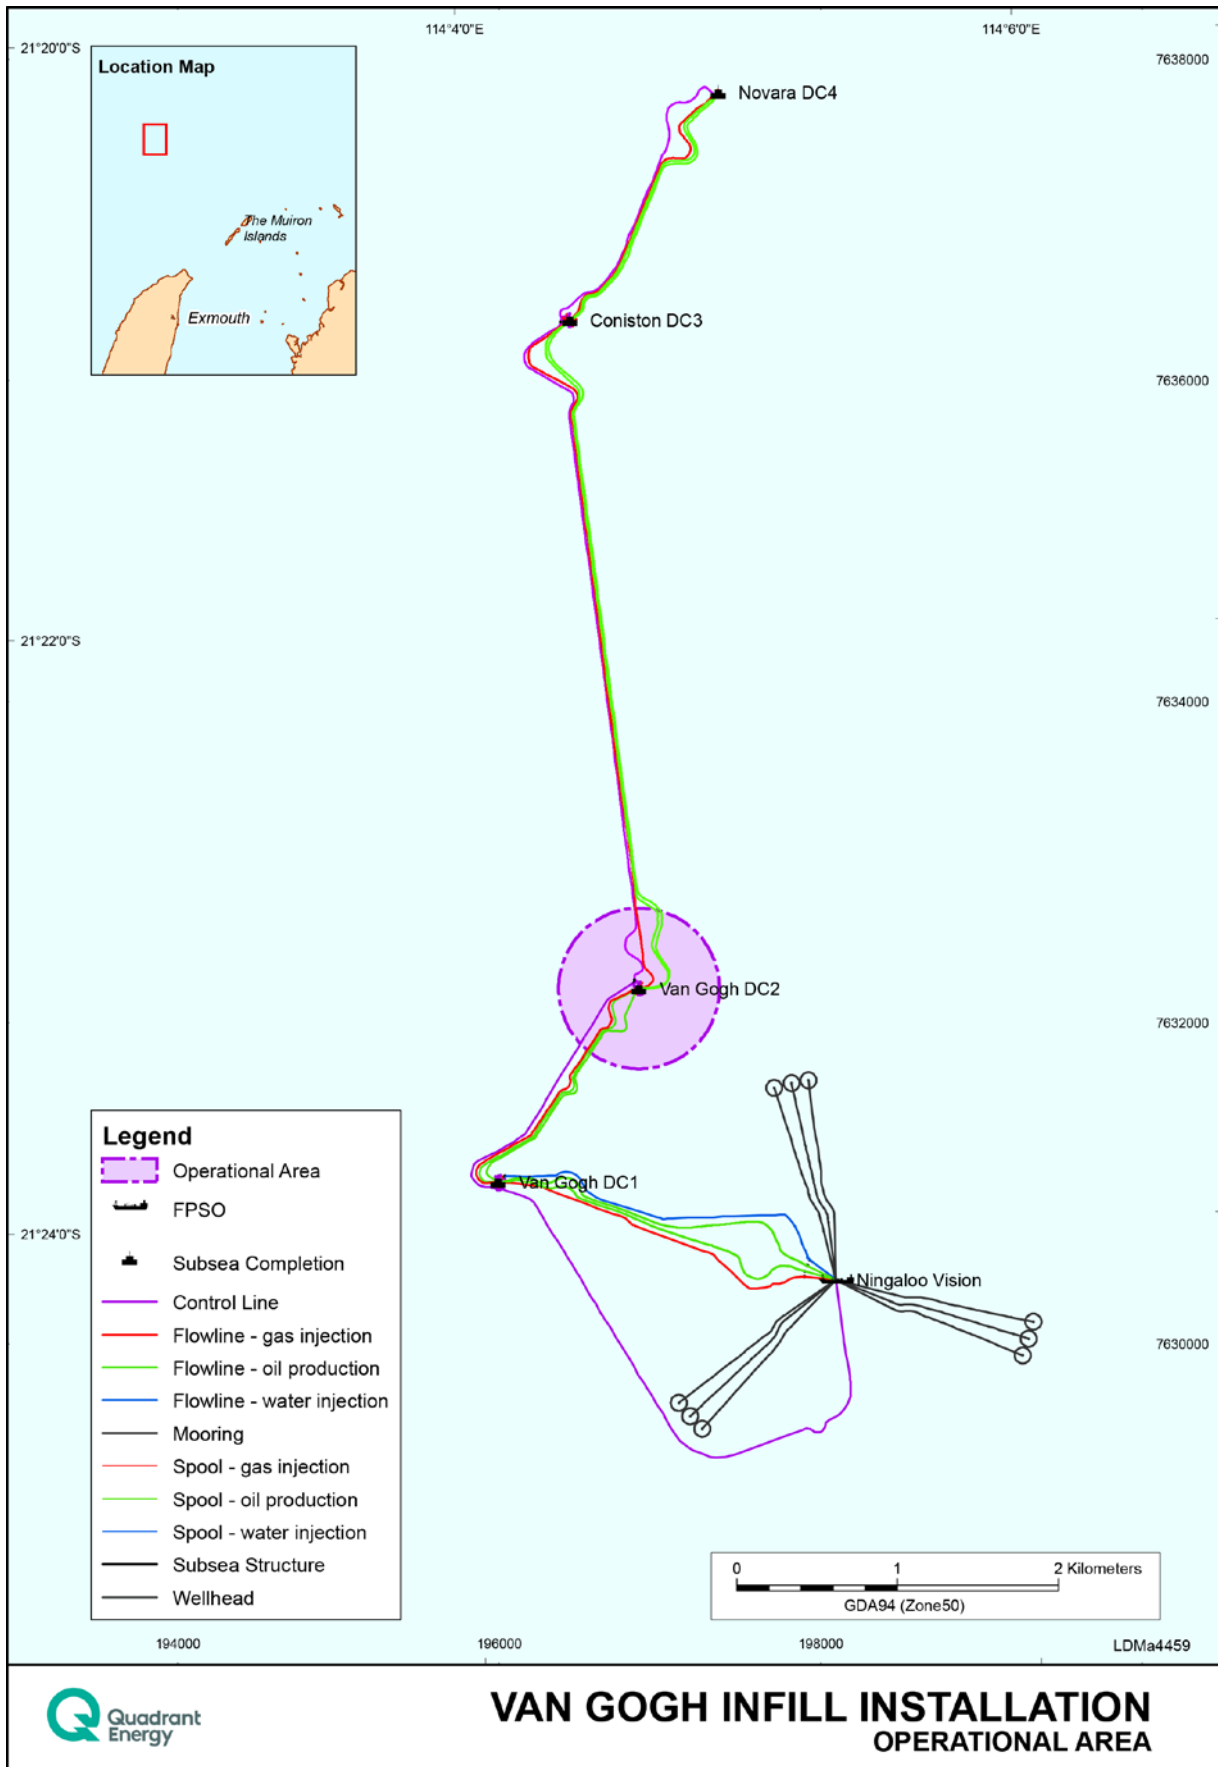 114°4'0"E
114°6'0"E
21°20'0"S
7638000
Location Map
The Muiron
Islands
Exmouth
Novara DC4
Coniston DC3
7636000
21°22'0"S
7634000
Van Gogh DC2
7632000
Van Gogh DC1
21°24'0"S
Ningaloo Vision
7630000
Legend
Operational Area
FPSO
Subsea Completion
Control Line
Flowline - gas injection
Flowline - oil production
Flowline - water injection
Mooring
Spool - gas injection
Spool - oil production
Spool - water injection
Subsea Structure
Wellhead
0 1 2 Kilometers
GDA94 (Zone50)
194000
196000
198000
LDMa4459
Quadrant
Energy
VAN GOGH INFILL INSTALLATION
OPERATIONAL AREA